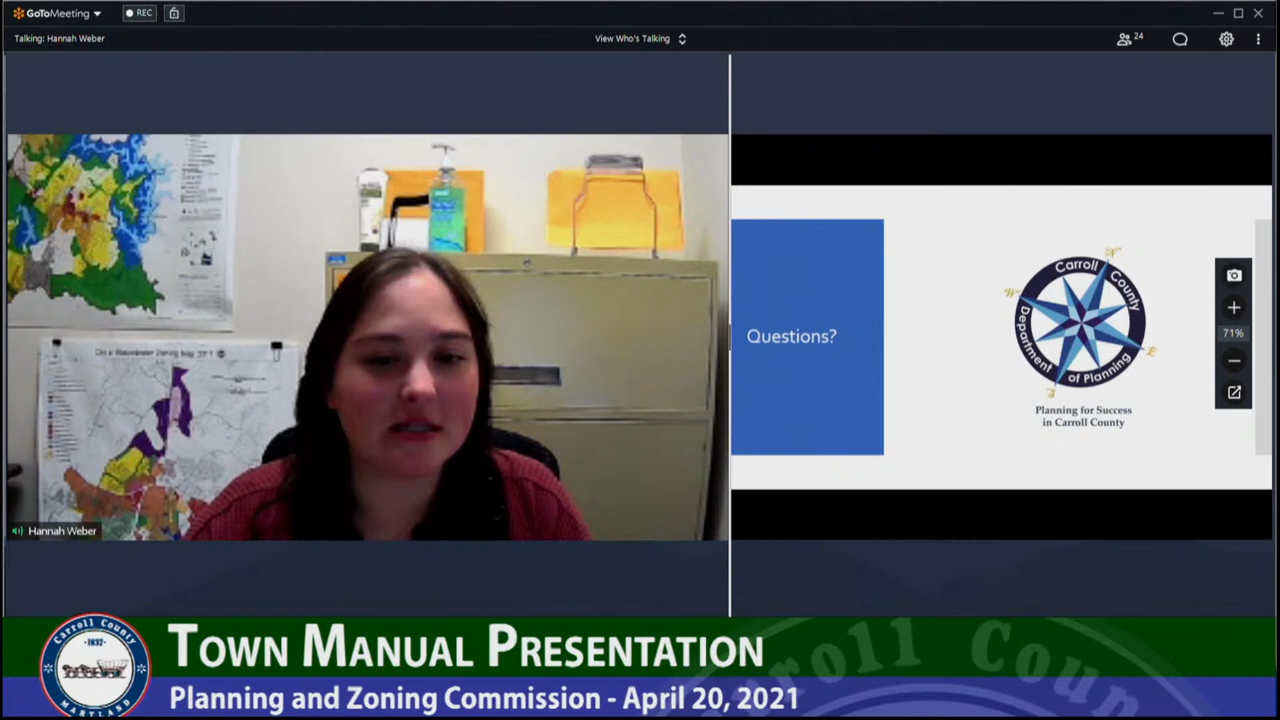 GoToMeeting
REC
Talking: Hannah Weber
View Who's Talking
24
Hannah Weber
Questions?
N
W
E
S
Carroll County
Department of Planning
Planning for Success
in Carroll County
71%
Carroll County
1837
MARYLAND
TOWN MANUAL PRESENTATION
Planning and Zoning Commission - April 20, 2021
Carroll Coun